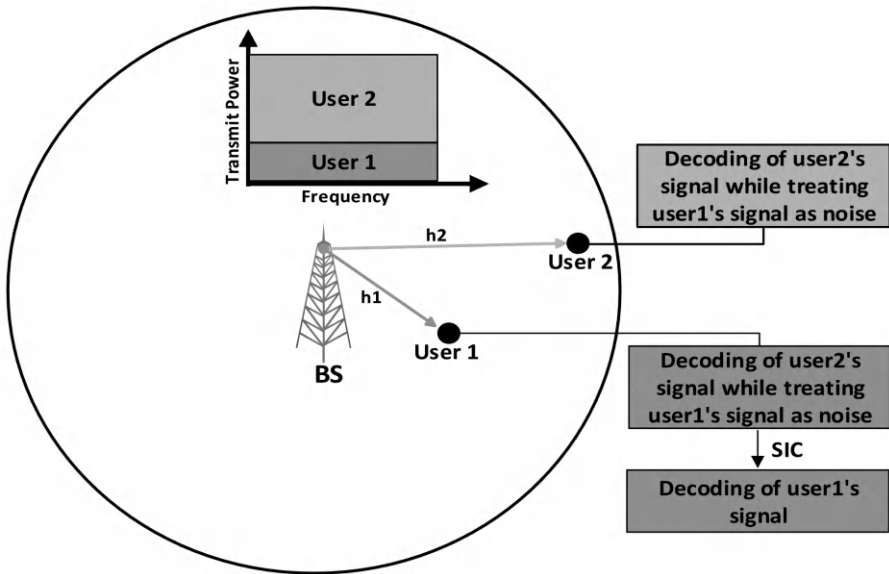 Transmit Power
User 2
User 1
Frequency
h2
User 2
h1
User 1
BS
Decoding of user2's
signal while treating
user1's signal as noise
Decoding of user2's
signal while treating
user1's signal as noise
SIC
Decoding of user1's
signal